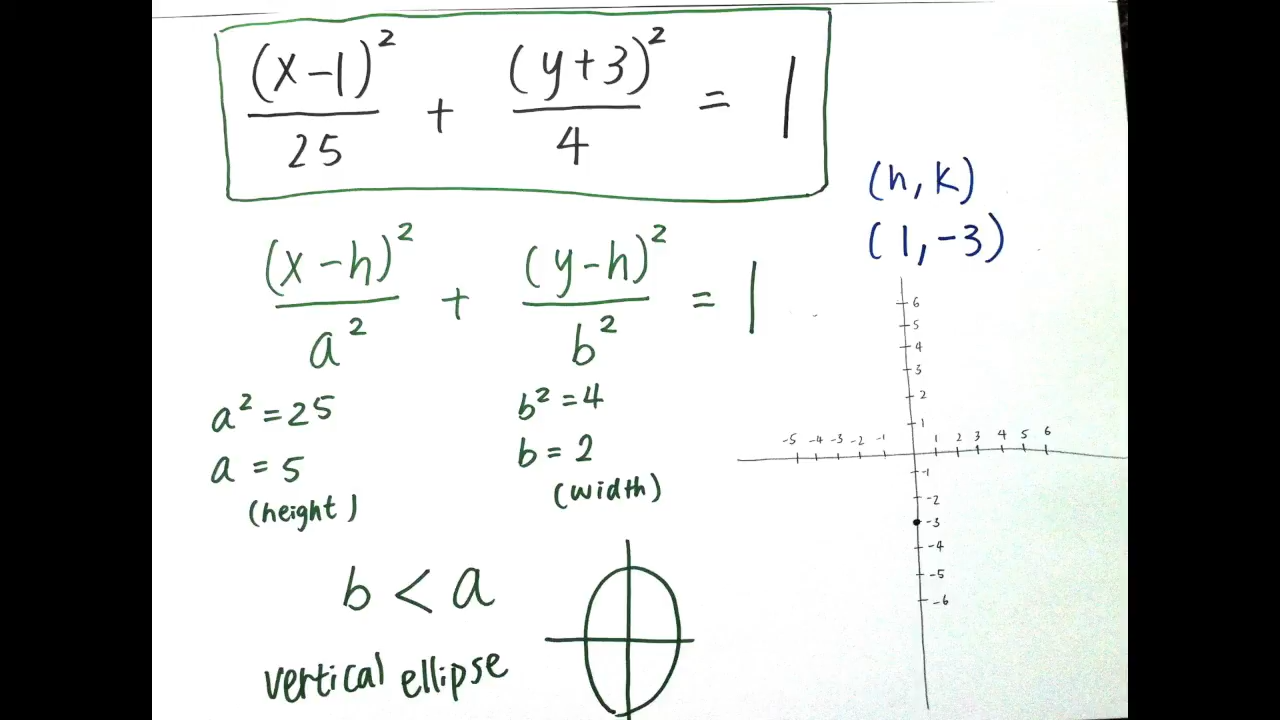 (x-1)²/25 + (y+3)²/4 = 1
(h, k)
(1, -3)
(x-h)²/a² + (y-h)²/b² = 1
a² = 25
a = 5
(height)
b² = 4
b = 2
(width)
b < a
vertical ellipse
6
5
4
3
2
1
-5 -4 -3 -2 -1 1 2 3 4 5 6
-1
-2
-3
-4
-5
-6